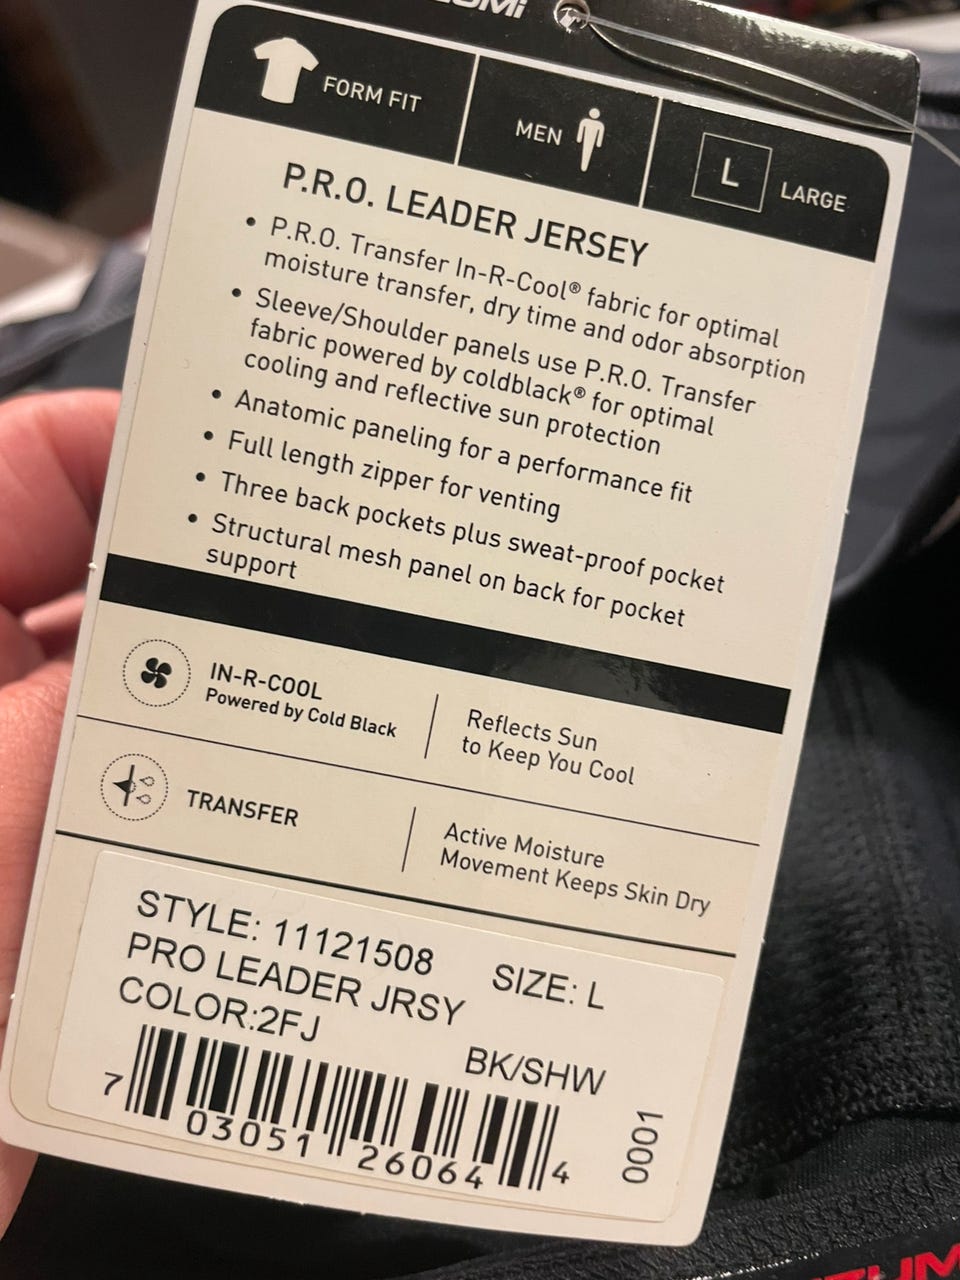 FORM FIT
MEN
L LARGE
P.R.O. LEADER JERSEY
• P.R.O. Transfer In-R-Cool® fabric for optimal
moisture transfer, dry time and odor absorption
• Sleeve/Shoulder panels use P.R.O. Transfer
fabric powered by coldblack® for optimal
cooling and reflective sun protection
• Anatomic paneling for a performance fit
• Full length zipper for venting
• Three back pockets plus sweat-proof pocket
• Structural mesh panel on back for pocket
support
IN-R-COOL
Powered by Cold Black
Reflects Sun
to Keep You Cool
TRANSFER
Active Moisture
Movement Keeps Skin Dry
STYLE: 11121508
SIZE: L
PRO LEADER JRSY
COLOR:2FJ
BK/SHW
7 03051 26064 4
0001